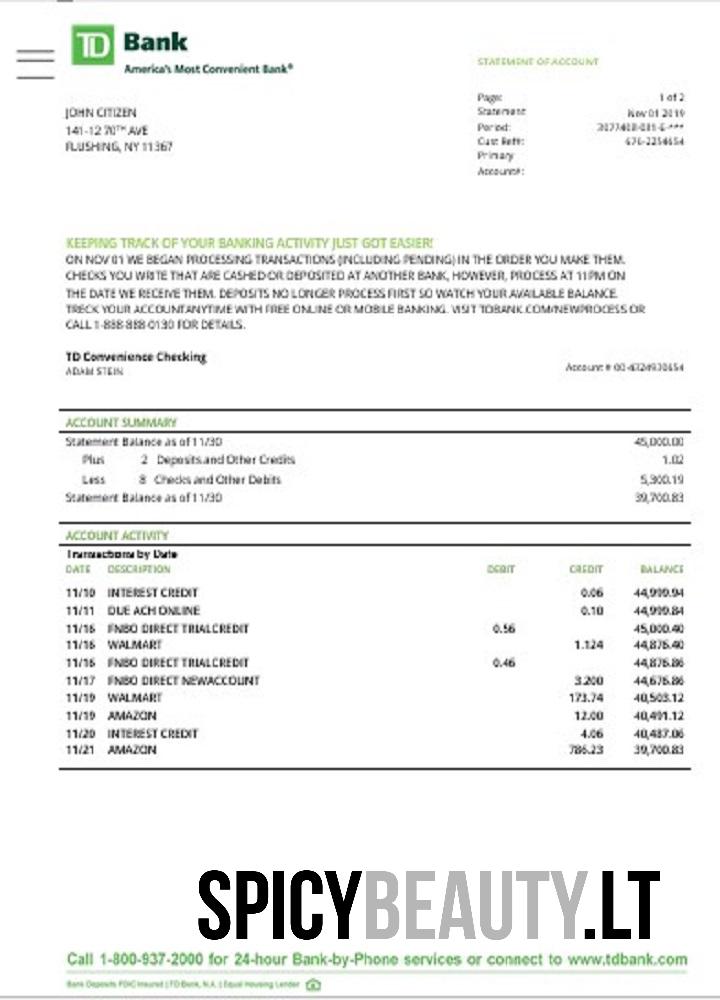 TD Bank
America's Most Convenient Bank®
STATEMENT OF ACCOUNT
JOHN CITIZEN
141-12 70TH AVE
FLUSHING, NY 11367
Page: 1 of 2
Statement Nov 01 2019
Period:
Cust Ref#: 676-2254654
Primary
Account#:
KEEPING TRACK OF YOUR BANKING ACTIVITY JUST GOT EASIER!
ON NOV 01 WE BEGAN PROCESSING TRANSACTIONS (INCLUDING PENDING) IN THE ORDER YOU MAKE THEM.
CHECKS YOU WRITE THAT ARE CASHED OR DEPOSITED AT ANOTHER BANK, HOWEVER, PROCESS AT 11PM ON
THE DATE WE RECEIVE THEM. DEPOSITS NO LONGER PROCESS FIRST SO WATCH YOUR AVAILABLE BALANCE.
TRECK YOUR ACCOUNTANYTIME WITH FREE ONLINE OR MOBILE BANKING. VISIT TDBANK.COM/NEWPROCESS OR
CALL 1-888-888-0130 FOR DETAILS.
TD Convenience Checking
ADAM STEIN
Account #
ACCOUNT SUMMARY
Statement Balance as of 11/30 45,000.00
Plus 2 Deposits and Other Credits 1.02
Less 8 Checks and Other Debits 5,300.19
Statement Balance as of 11/30 39,700.83
ACCOUNT ACTIVITY
Transactions by Date
DATE DESCRIPTION DEBIT CREDIT BALANCE
11/10 INTEREST CREDIT 0.06 44,999.94
11/11 DUE ACH ONLINE 0.10 44,999.84
11/16 FNBO DIRECT TRIALCREDIT 0.56 45,000.40
11/16 WALMART 1.124 44,876.40
11/16 FNBO DIRECT TRIALCREDIT 0.46 44,876.86
11/17 FNBO DIRECT NEWACCOUNT 3.200 44,676.86
11/19 WALMART 173.74 40,503.12
11/19 AMAZON 12.00 40,491.12
11/20 INTEREST CREDIT 4.06 40,487.06
11/21 AMAZON 786.23 39,700.83
SPICYBEAUTY.LT
Call 1-800-937-2000 for 24-hour Bank-by-Phone services or connect to www.tdbank.com
Bank Deposits FDIC Insured | TD Bank, N.A. | Equal Housing Lender